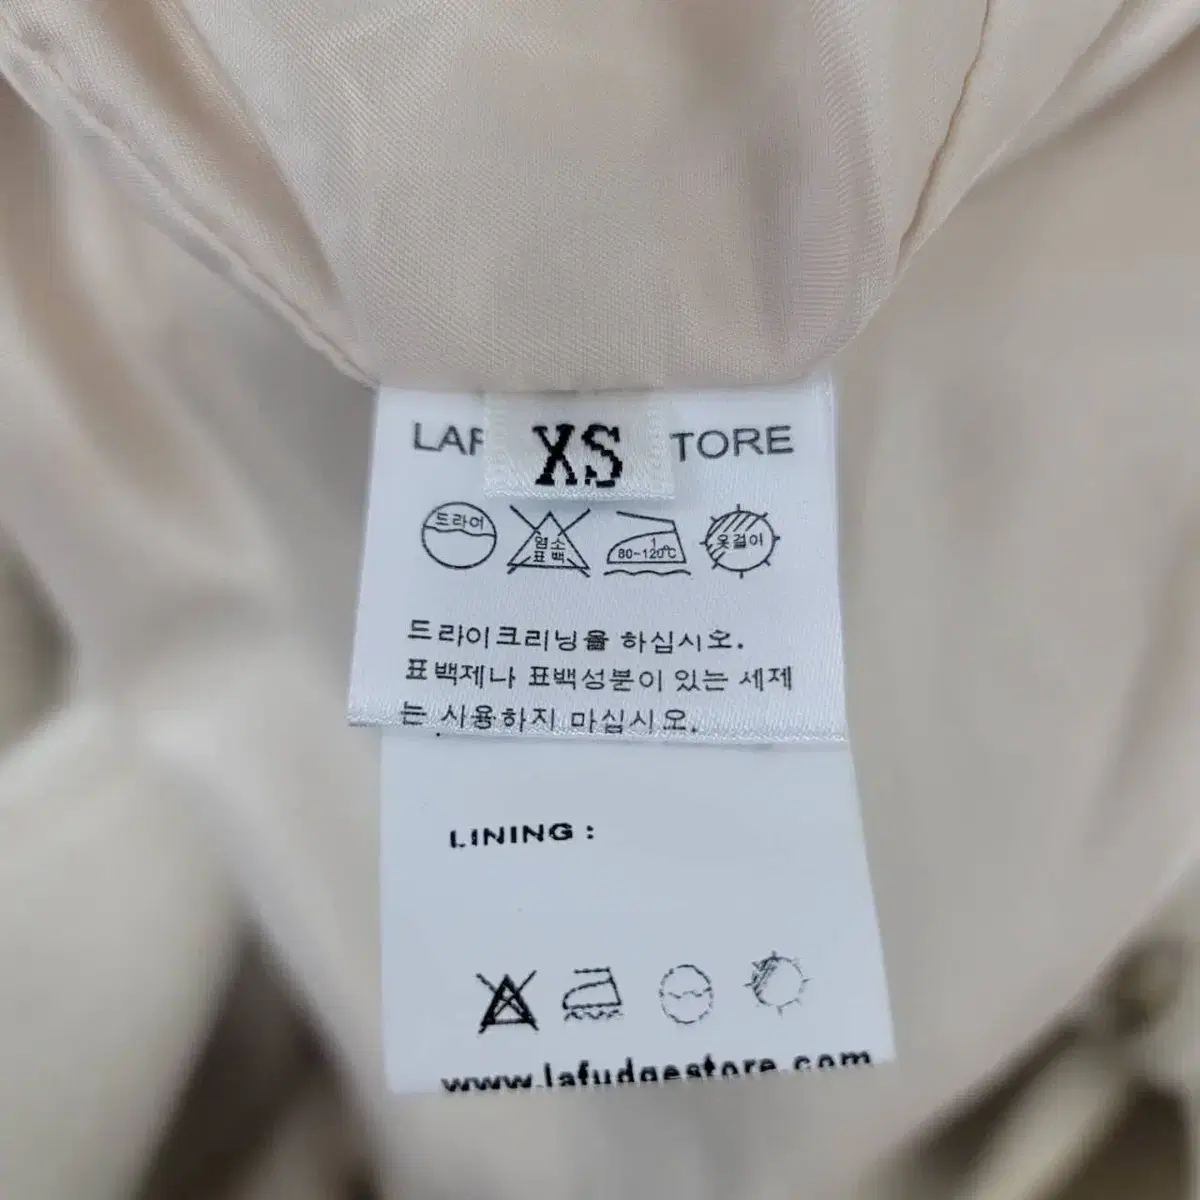 LAF XS TORE
드라이 염소 표백 80~120℃ 옷걸이
드라이크리닝을 하십시오.
표백제나 표백성분이 있는 세제
는 사용하지 마십시오.
LINING :
www.lafudgestore.com